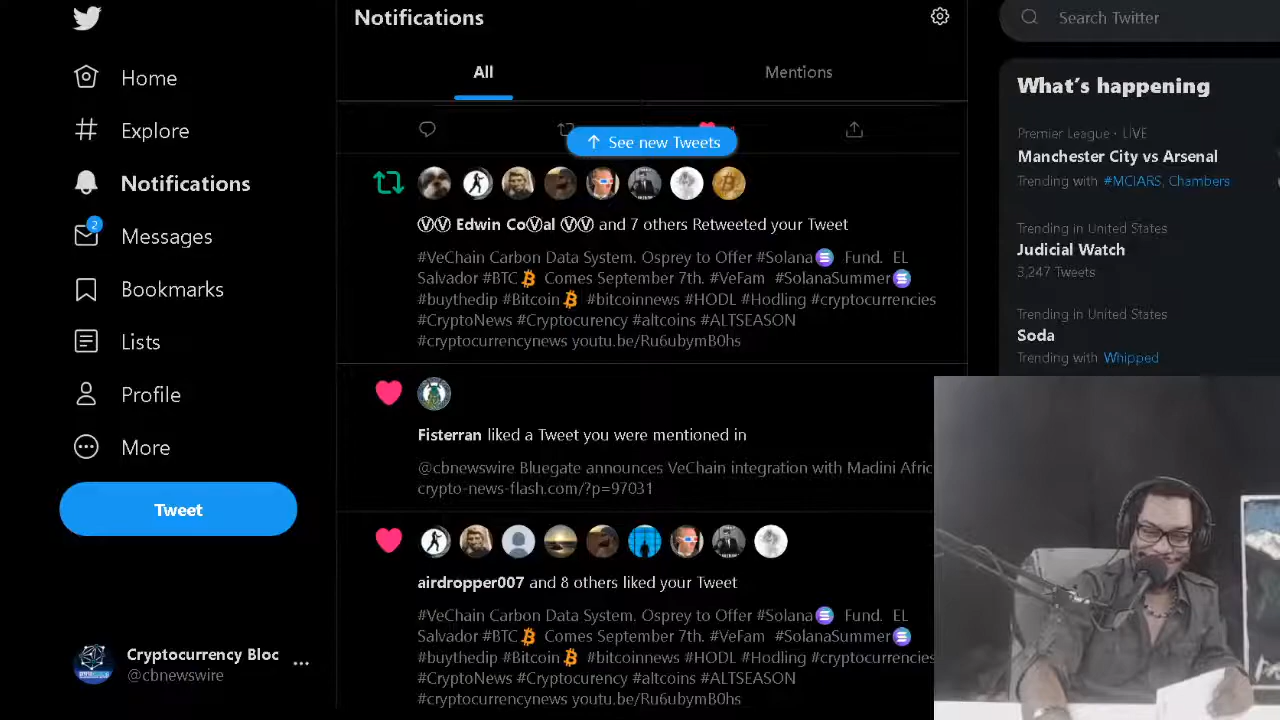 Notifications
Search Twitter
Home
Explore
Notifications
2
Messages
Bookmarks
Lists
Profile
More
Tweet
Cryptocurrency Bloc
@cbnewswire
All
Mentions
See new Tweets
ⓋⓋ Edwin CoⓋal ⓋⓋ and 7 others Retweeted your Tweet
#VeChain Carbon Data System. Osprey to Offer #Solana Fund. EL
Salvador #BTC Comes September 7th. #VeFam #SolanaSummer
#buythedip #Bitcoin #bitcoinnews #HODL #Hodling #cryptocurrencies
#CryptoNews #Cryptocurency #altcoins #ALTSEASON
#cryptocurrencynews youtu.be/Ru6ubymB0hs
Fisterran liked a Tweet you were mentioned in
@cbnewswire Bluegate announces VeChain integration with Madini Afric
crypto-news-flash.com/?p=97031
airdropper007 and 8 others liked your Tweet
#VeChain Carbon Data System. Osprey to Offer #Solana Fund. EL
Salvador #BTC Comes September 7th. #VeFam #SolanaSummer
#buythedip #Bitcoin #bitcoinnews #HODL #Hodling #cryptocurrencies
#CryptoNews #Cryptocurency #altcoins #ALTSEASON
#cryptocurrencynews youtu.be/Ru6ubymB0hs
What's happening
Premier League · LIVE
Manchester City vs Arsenal
Trending with #MCIARS, Chambers
Trending in United States
Judicial Watch
3,247 Tweets
Trending in United States
Soda
Trending with Whipped